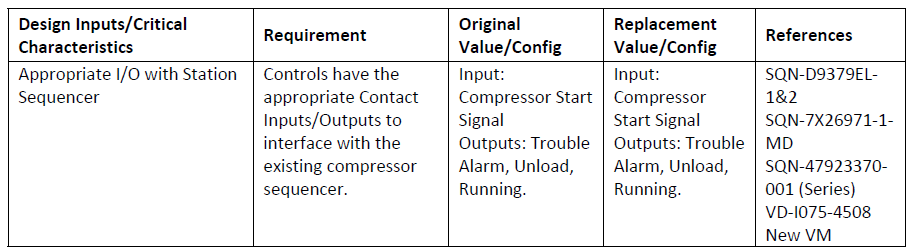 Design Inputs/Critical
Characteristics
Requirement
Original
Value/Config
Replacement
Value/Config
References
Appropriate I/O with Station
Sequencer
Controls have the
appropriate Contact
Inputs/Outputs to
interface with the
existing compressor
sequencer.
Input:
Compressor Start
Signal
Outputs: Trouble
Alarm, Unload,
Running.
Input:
Compressor
Start Signal
Outputs: Trouble
Alarm, Unload,
Running.
SQN-D9379EL-
1&2
SQN-7X26971-1-
MD
SQN-47923370-
001 (Series)
VD-I075-4508
New VM